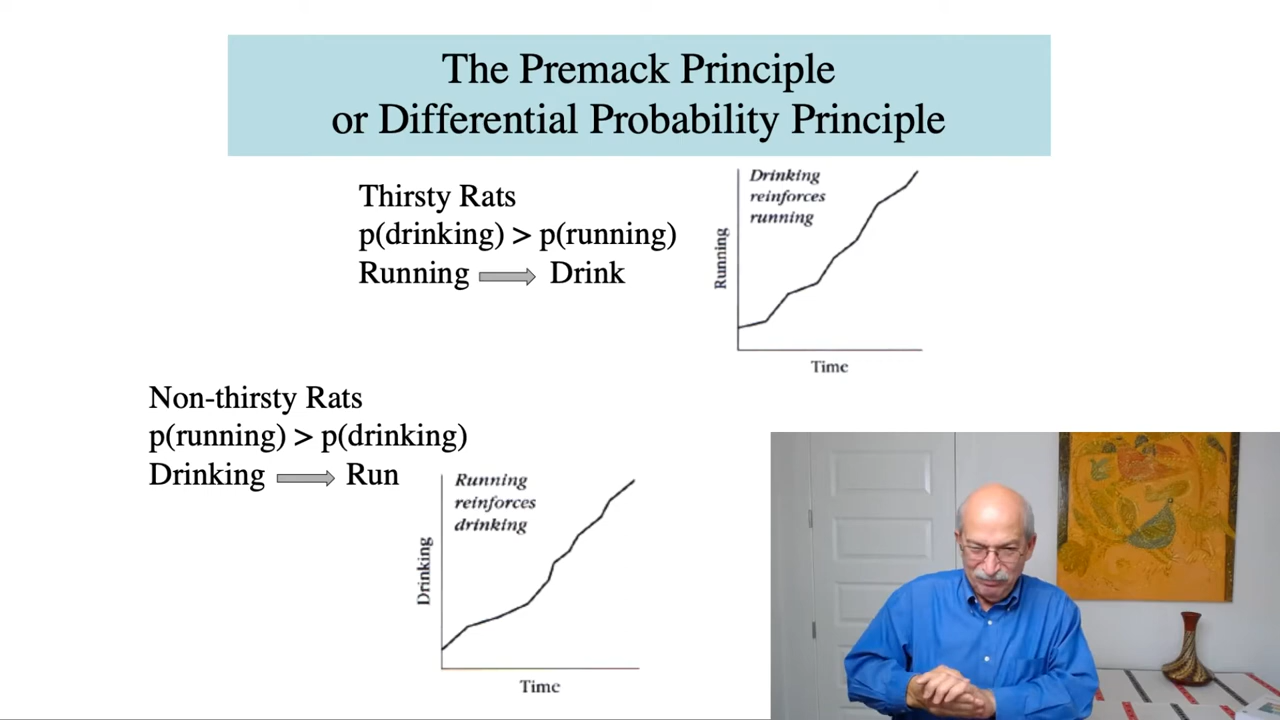 The Premack Principle
or Differential Probability Principle
Thirsty Rats
p(drinking) > p(running)
Running ⟹ Drink
Drinking
reinforces
running
Running
Time
Non-thirsty Rats
p(running) > p(drinking)
Drinking ⟹ Run
Running
reinforces
drinking
Drinking
Time